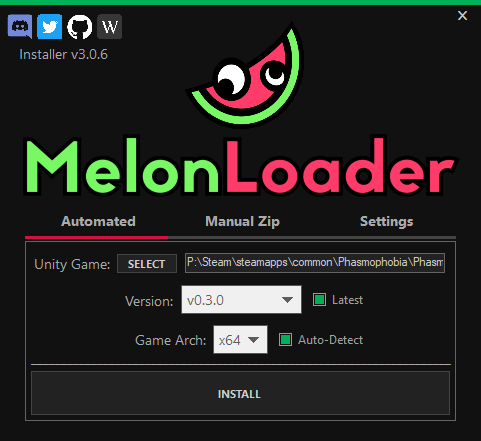 W
Installer v3.0.6
MelonLoader
Automated Manual Zip Settings
Unity Game: SELECT P:\Steam\steamapps\common\Phasmophobia\Phasm
Version: v0.3.0 Latest
Game Arch: x64 Auto-Detect
INSTALL